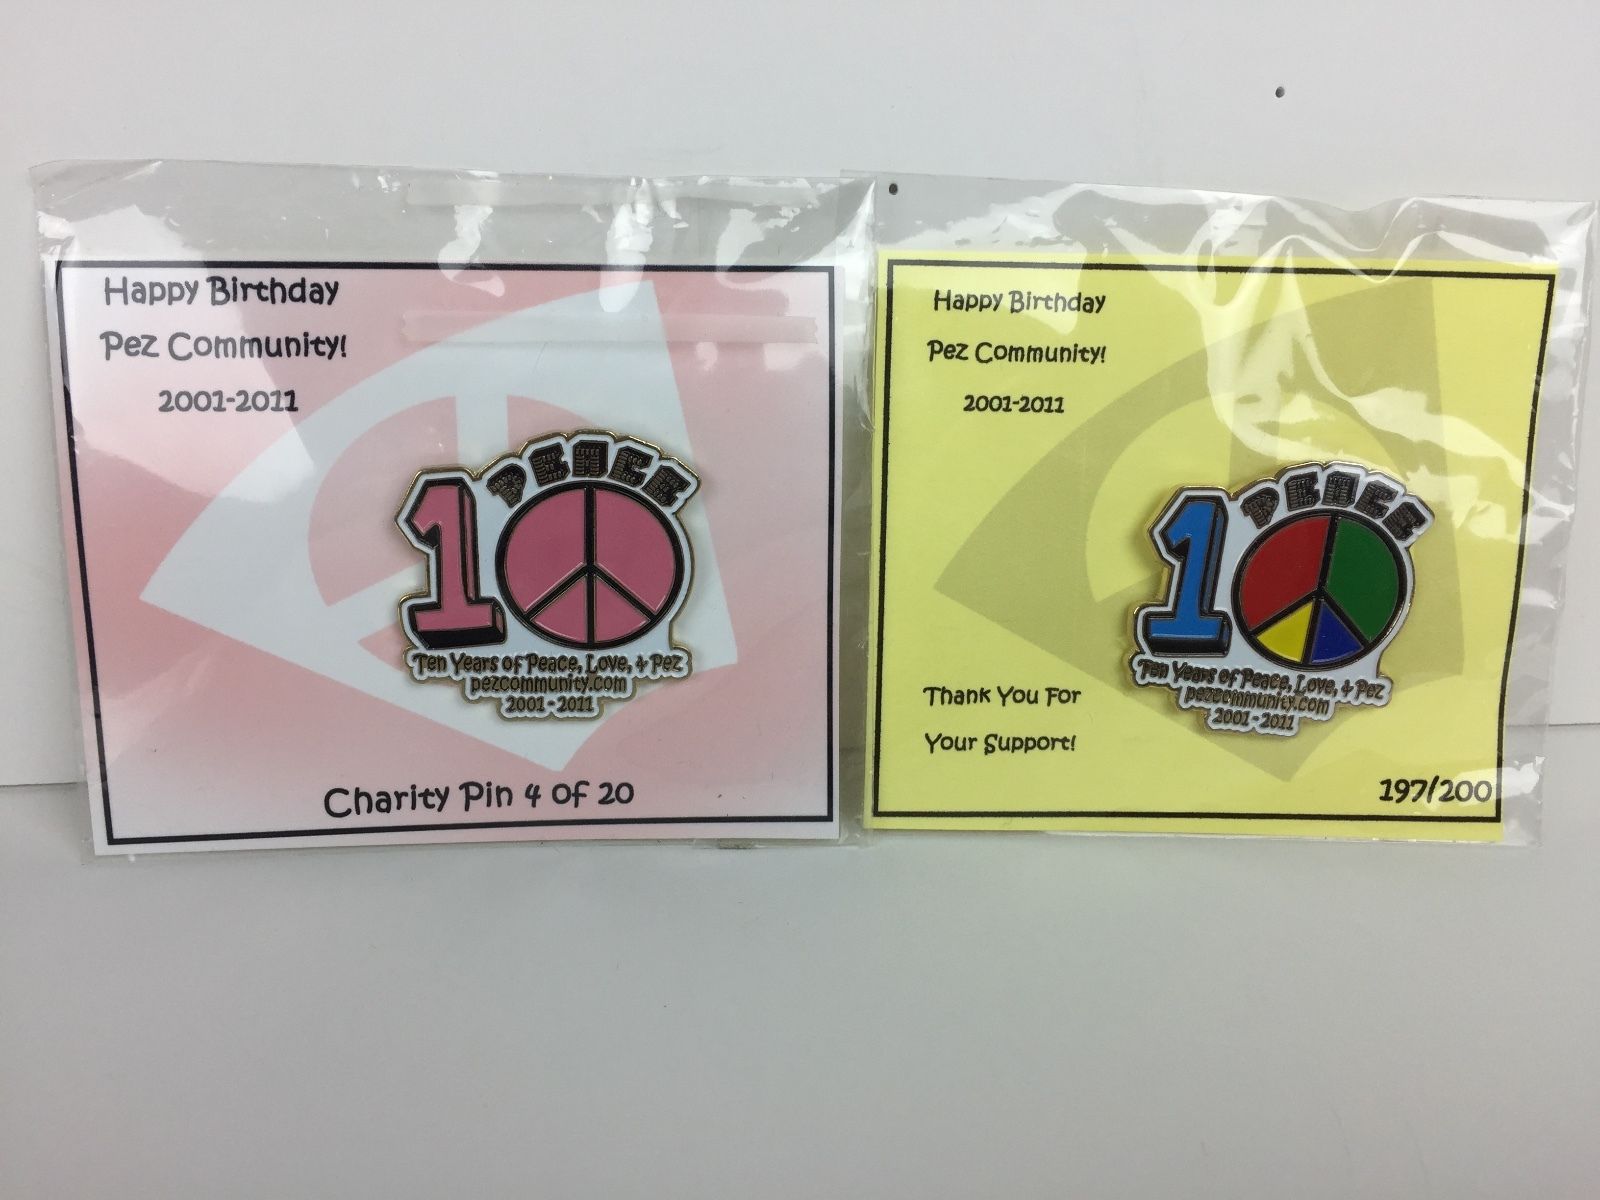 Happy Birthday
Pez Community!
2001-2011
PEACE
10
Ten Years of Peace, Love, & Pez
pezcommunity.com
2001-2011
Charity Pin 4 of 20
Happy Birthday
Pez Community!
2001-2011
PEACE
10
Ten Years of Peace, Love, & Pez
pezcommunity.com
2001-2011
Thank You For
Your Support!
197/200